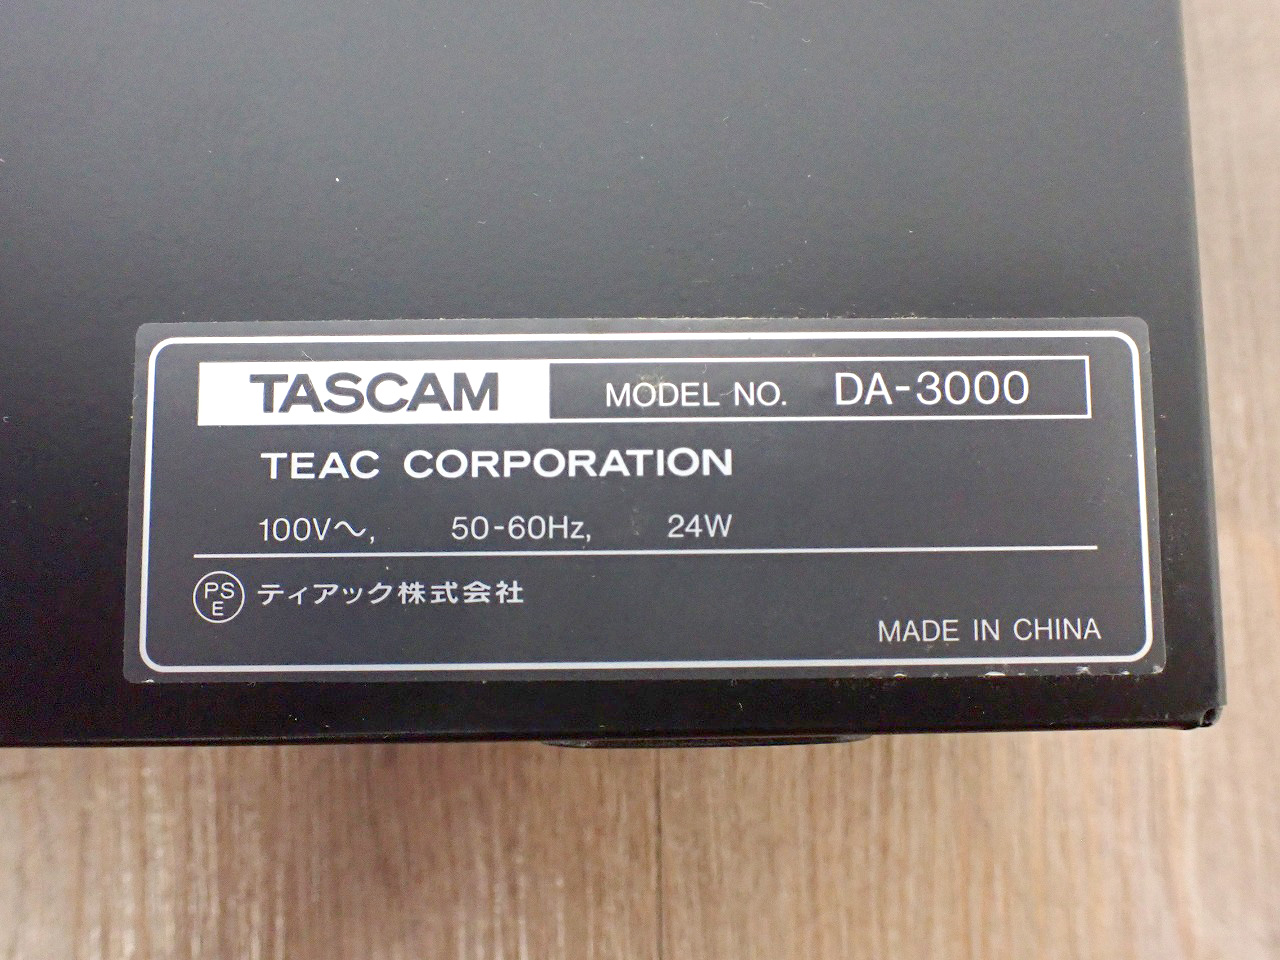 TASCAM MODEL NO. DA-3000
TEAC CORPORATION
100V～, 50-60Hz, 24W
PS E ティアック株式会社
MADE IN CHINA